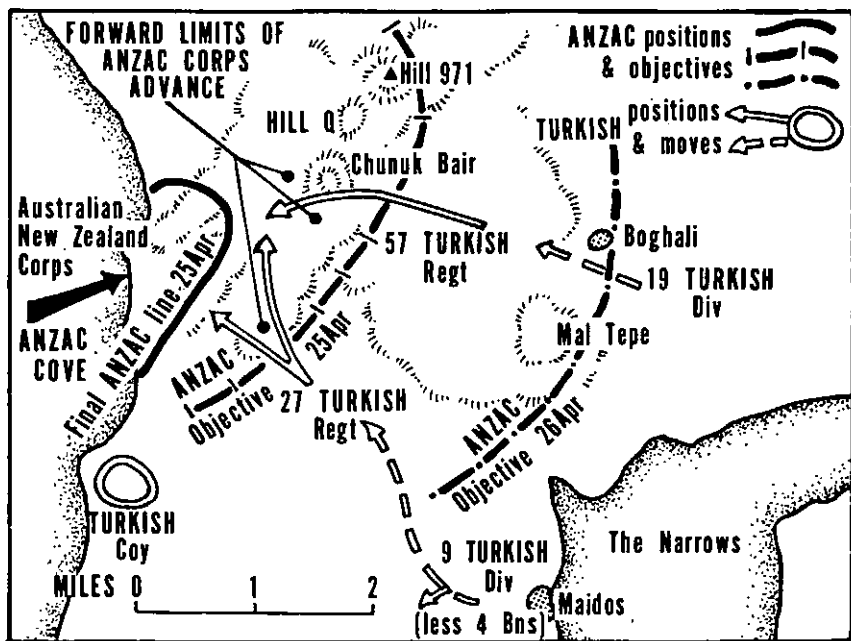 FORWARD LIMITS OF
ANZAC CORPS
ADVANCE
ANZAC positions
& objectives
TURKISH positions
& moves
Hill 971
HILL Q
Chunuk Bair
Australian
New Zealand
Corps
ANZAC
COVE
Final ANZAC line 25Apr
57 TURKISH
Regt
Boghali
19 TURKISH
Div
Mal Tepe
ANZAC
Objective
25Apr
27 TURKISH
Regt
ANZAC
Objective 26Apr
TURKISH
Coy
9 TURKISH
Div
(less 4 Bns)
Maidos
The Narrows
MILES 0 1 2